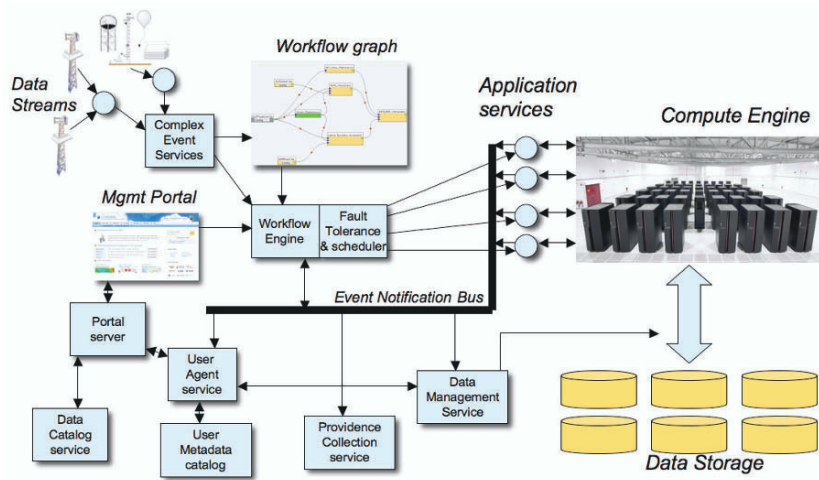 Data
Streams
Workflow graph
Application
services
Compute Engine
Complex
Event
Services
Mgmt Portal
Workflow
Engine
Fault
Tolerance
& scheduler
Event Notification Bus
Portal
server
User
Agent
service
Data
Management
Service
Data
Catalog
service
User
Metadata
catalog
Providence
Collection
service
Data Storage